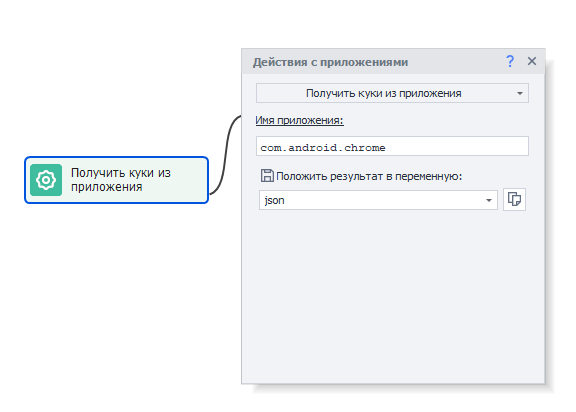 Действия с приложениями
?
Получить куки из приложения
Имя приложения:
com.android.chrome
Получить куки из
приложения
Положить результат в переменную:
json